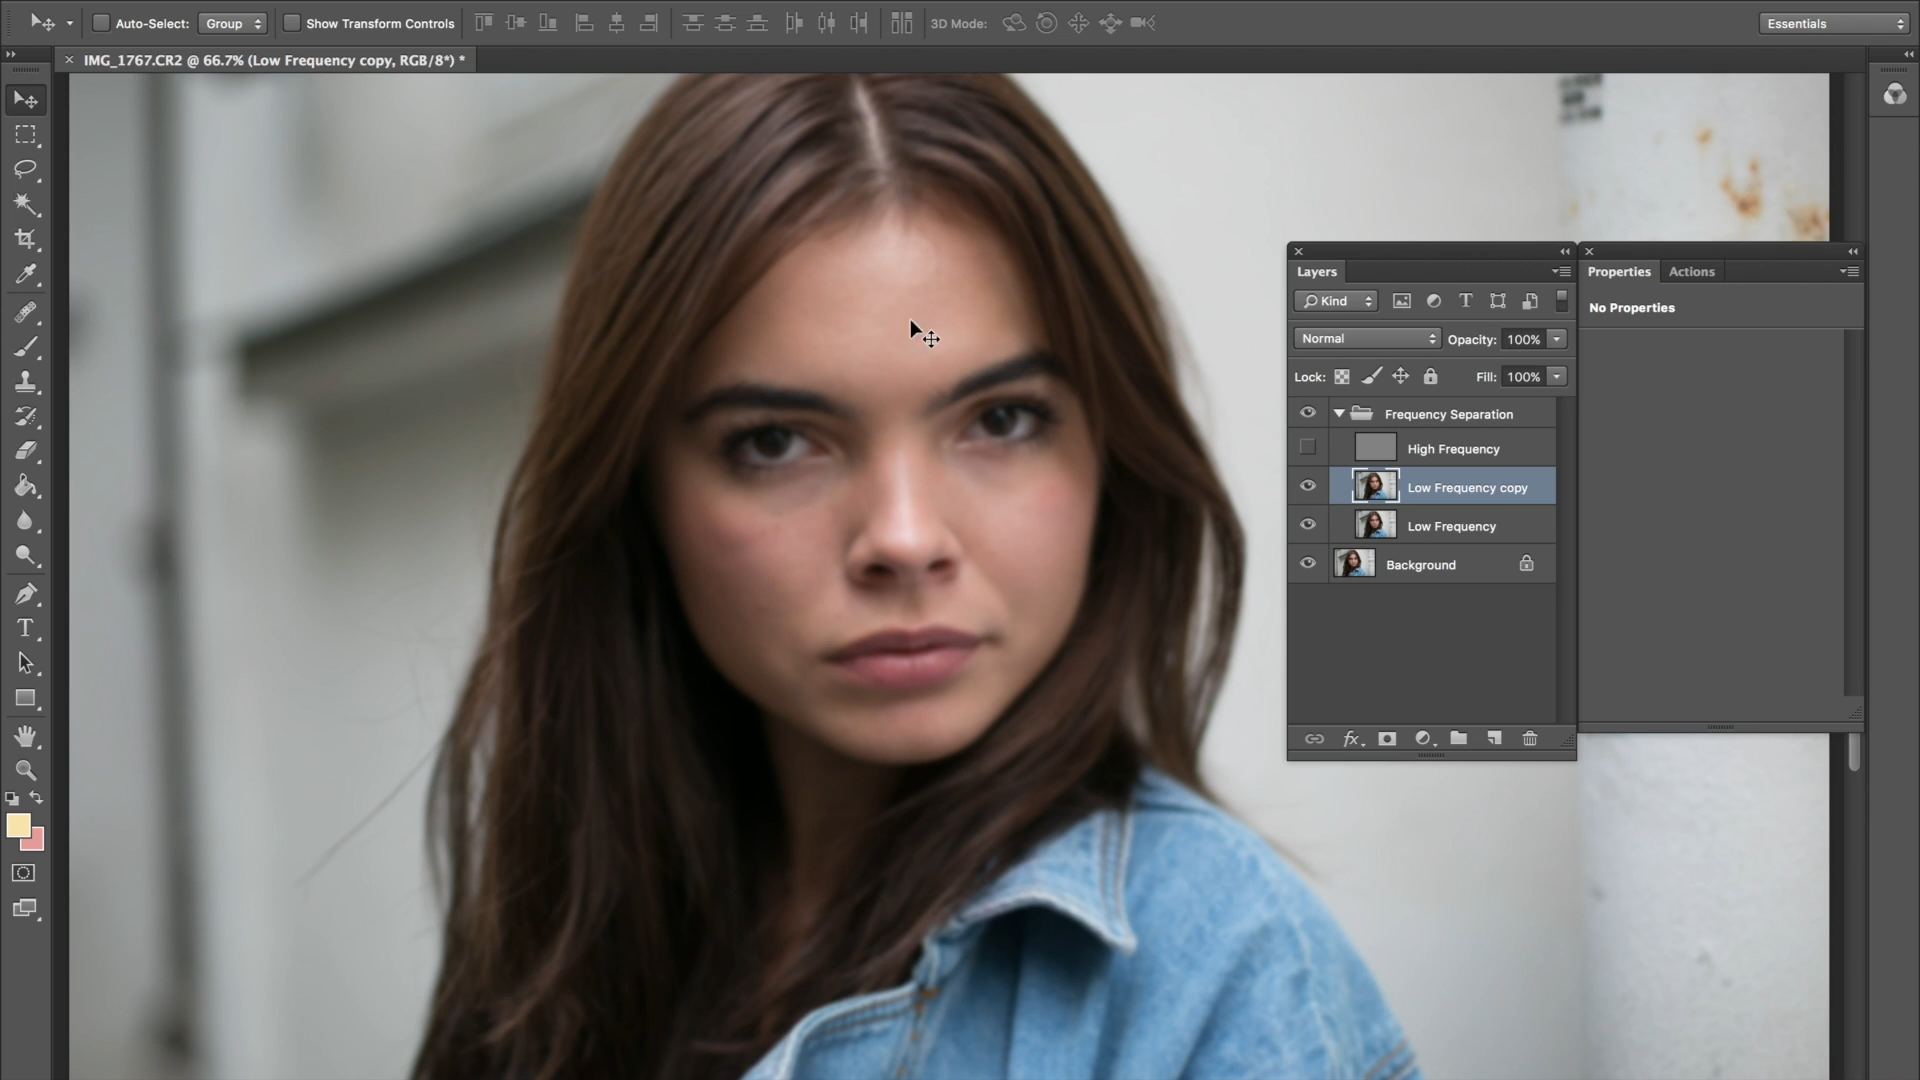 Auto-Select: Group Show Transform Controls 3D Mode: Essentials
IMG_1767.CR2 @ 66.7% (Low Frequency copy, RGB/8*) *
Layers
Kind
Normal Opacity: 100%
Lock: Fill: 100%
Frequency Separation
High Frequency
Low Frequency copy
Low Frequency
Background
fx
Properties Actions
No Properties